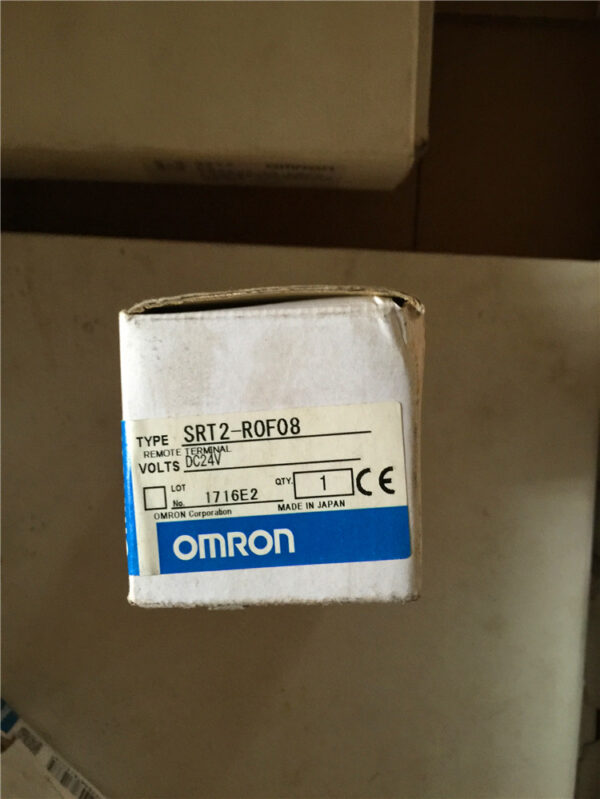 OMRON
TYPE SRT2-ROF08
REMOTE TERMINAL
VOLTS DC24V
LOT No. 1716E2 QTY. 1 CE
OMRON Corporation MADE IN JAPAN
OMRON